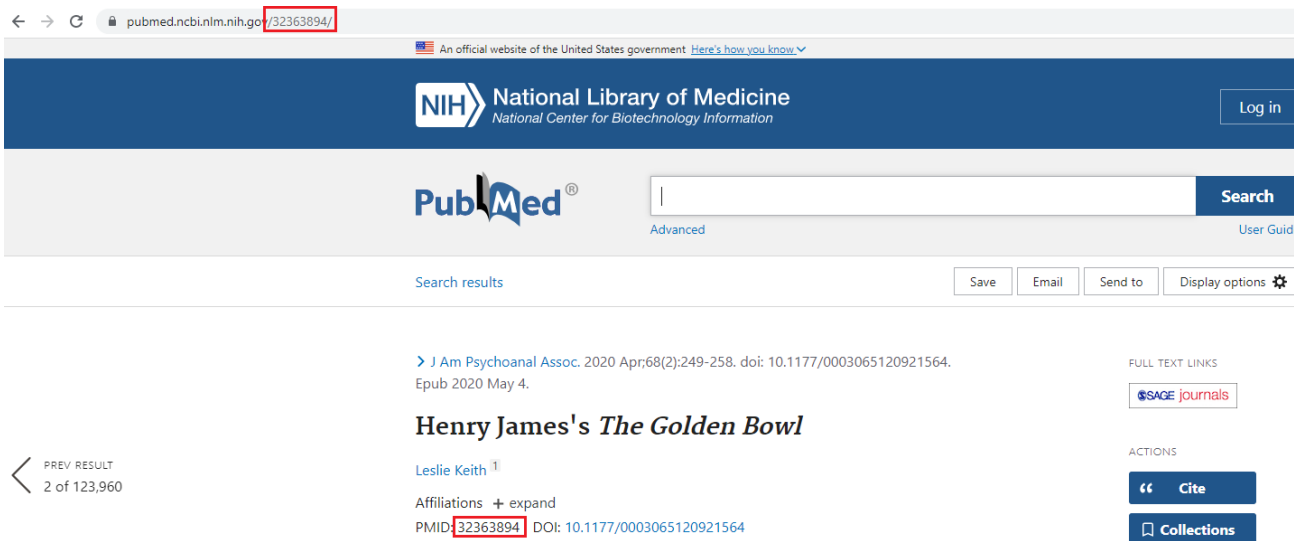 pubmed.ncbi.nlm.nih.gov/32363894/
An official website of the United States government Here's how you know
NIH National Library of Medicine
National Center for Biotechnology Information
Log in
PubMed®
Search
Advanced
User Guid
Search results
Save
Email
Send to
Display options
> J Am Psychoanal Assoc. 2020 Apr;68(2):249-258. doi: 10.1177/0003065120921564.
Epub 2020 May 4.
Henry James's The Golden Bowl
Leslie Keith 1
Affiliations + expand
PMID: 32363894 DOI: 10.1177/0003065120921564
PREV RESULT
2 of 123,960
FULL TEXT LINKS
SAGE journals
ACTIONS
Cite
Collections